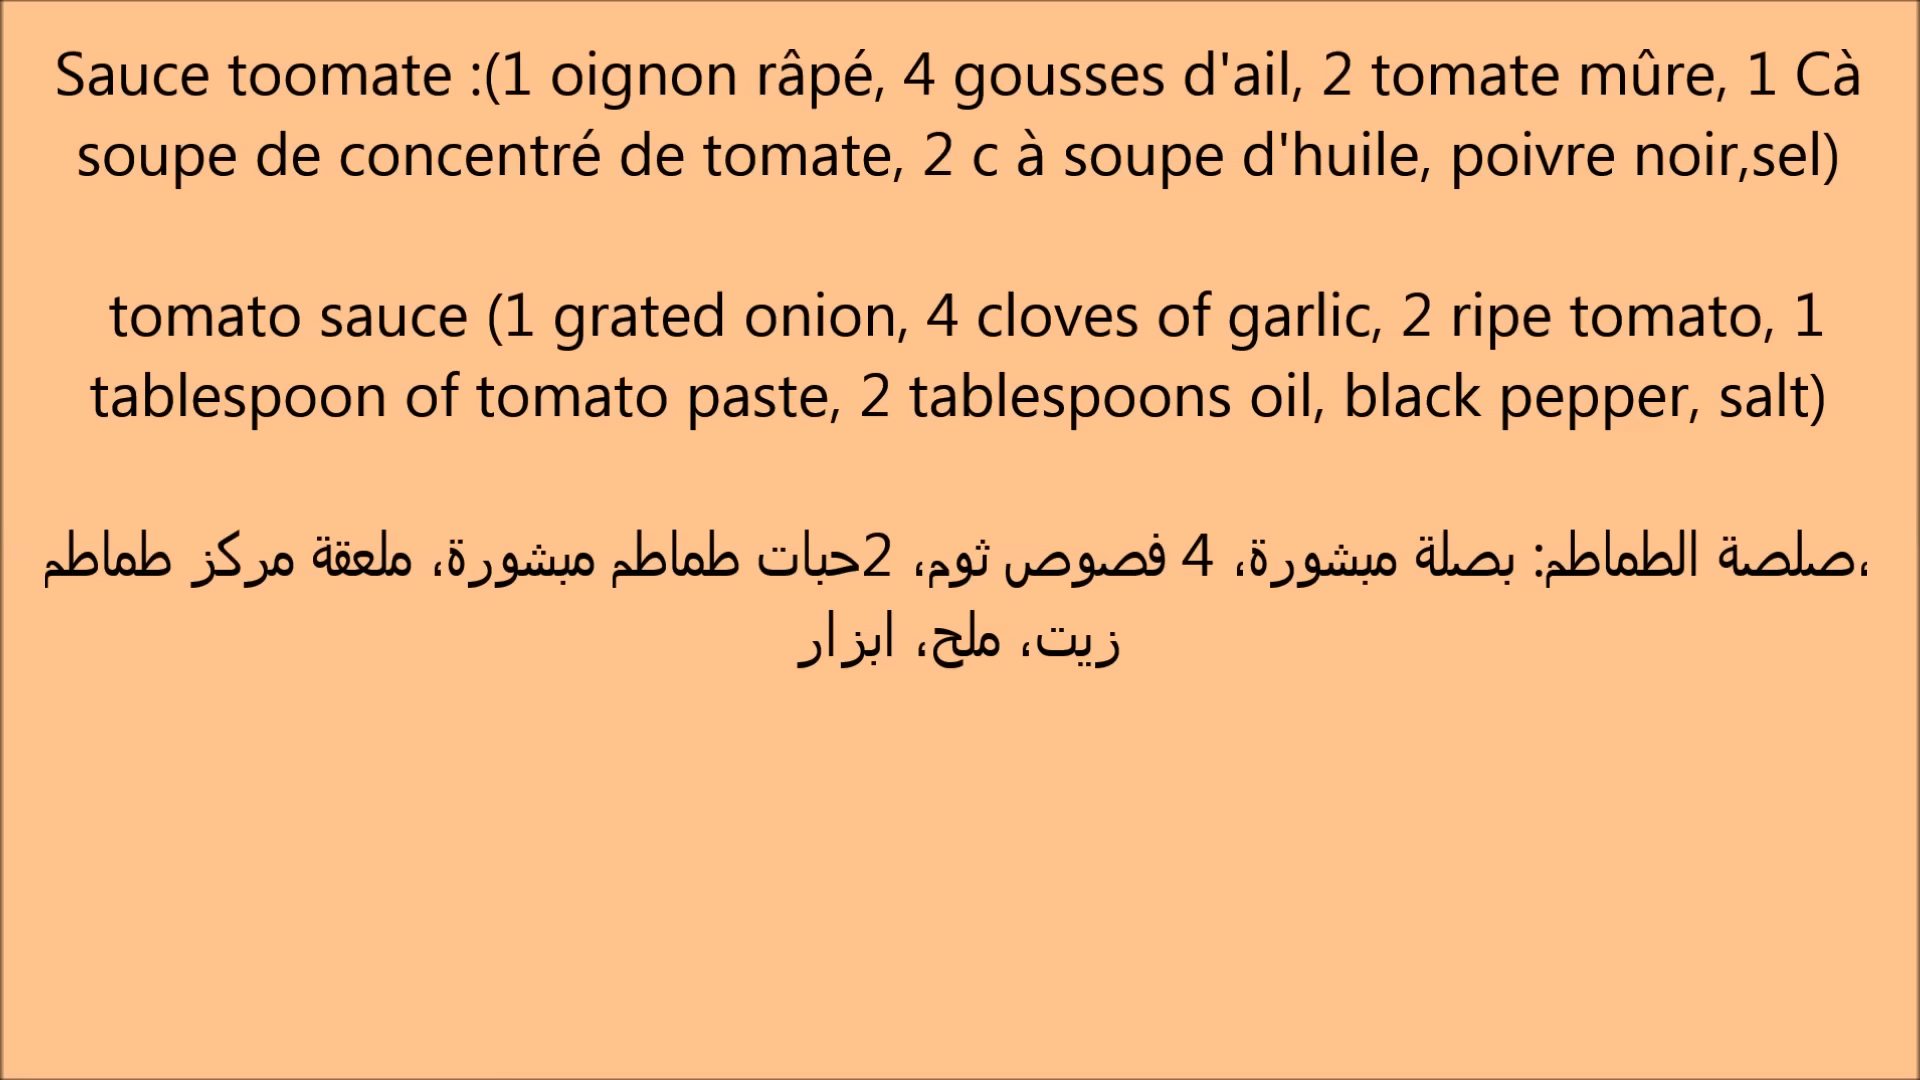 Sauce toomate :(1 oignon râpé, 4 gousses d'ail, 2 tomate mûre, 1 Cà
soupe de concentré de tomate, 2 c à soupe d'huile, poivre noir,sel)
tomato sauce (1 grated onion, 4 cloves of garlic, 2 ripe tomato, 1
tablespoon of tomato paste, 2 tablespoons oil, black pepper, salt)
صلصة الطماطم: بصلة مبشورة، 4 فصوص ثوم، 2حبات طماطم مبشورة، ملعقة مركز طماطم،
زيت، ملح، ابزار